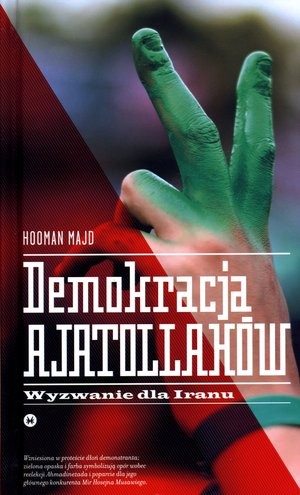 HOOMAN MAJD
Demokracja
AJATOLLAHÓW
Wyzwanie dla Iranu
Wzniesiona w proteście dłoń demonstranta;
zielona opaska i farba symbolizują opór wobec
reelekcji Ahmadineżada i poparcie dla jego
głównego konkurenta Mir Hosejna Musawiego.